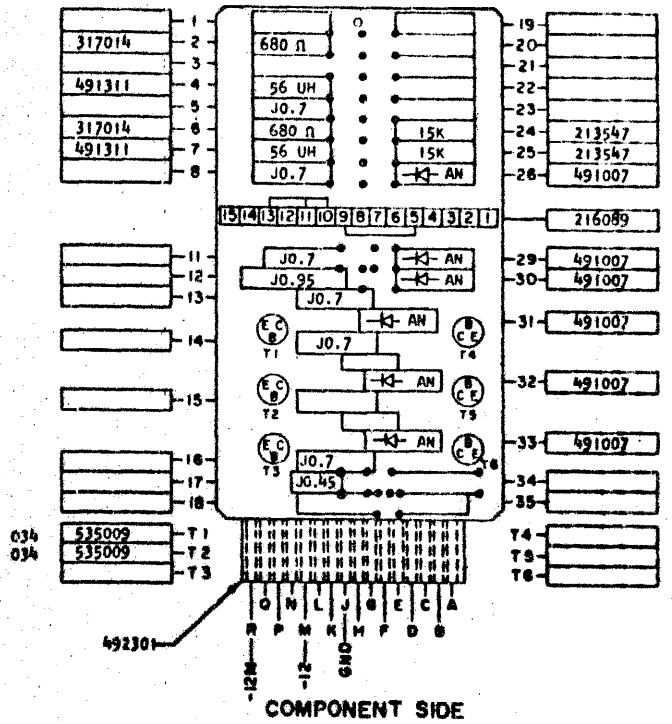 1 19
317014 2 680 Ω 20
3 21
491311 4 56 UH 22
5 J0.7 23
317014 6 680 Ω 15K 24 213547
491311 7 56 UH 15K 25 213547
8 J0.7 AN 26 491007
15 14 13 12 11 10 9 8 7 6 5 4 3 2 1 216089
11 J0.7 AN 29 491007
12 J0.95 AN 30 491007
13 J0.7
AN 31 491007
14 E C B T1 J0.7 B C E T4
AN 32 491007
15 E C B T2 B C E T5
AN 33 491007
16 E C B T3 J0.7 B C E T6
17 J0.45 34
18 35
034 535009 T1 T4
034 535009 T2 T5
T3 T6
492301
R Q P N M L K J H G F E D C B A
-12M -12 GND
COMPONENT SIDE